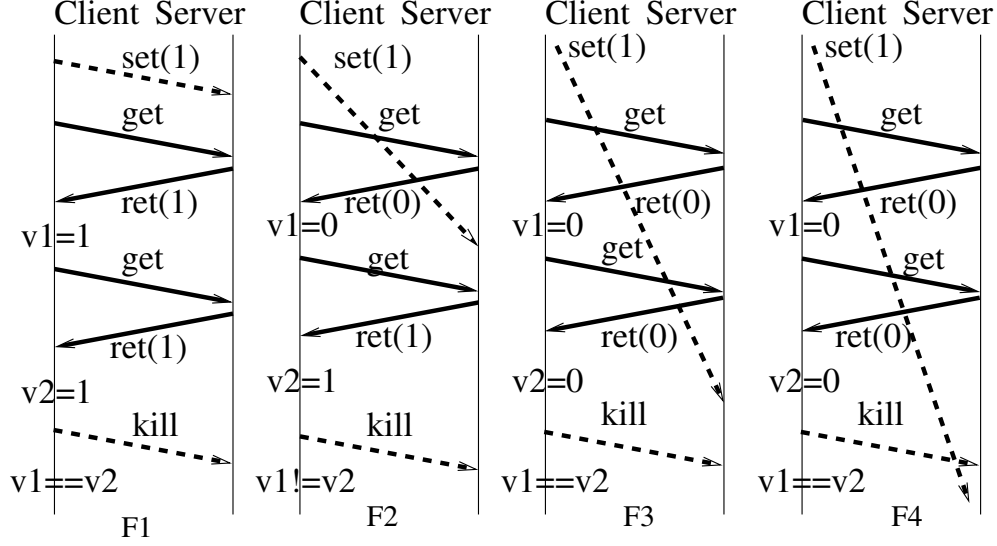 Client Server
set(1)
get
ret(1)
v1=1
get
ret(1)
v2=1
kill
v1==v2
F1
Client Server
set(1)
get
ret(0)
v1=0
get
ret(1)
v2=1
kill
v1!=v2
F2
Client Server
set(1)
get
ret(0)
v1=0
get
ret(0)
v2=0
kill
v1==v2
F3
Client Server
set(1)
get
ret(0)
v1=0
get
ret(0)
v2=0
kill
v1==v2
F4